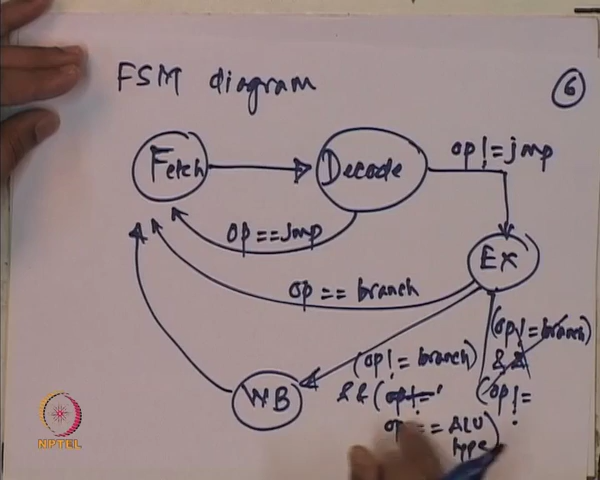 FSM diagram
6
Fetch
Decode
op!=jmp
op==jmp
EX
op == branch
(op!= branch)
&&
(op!=
(op!= branch)
&& (op!=
op == ALU
type)
WB
NPTEL